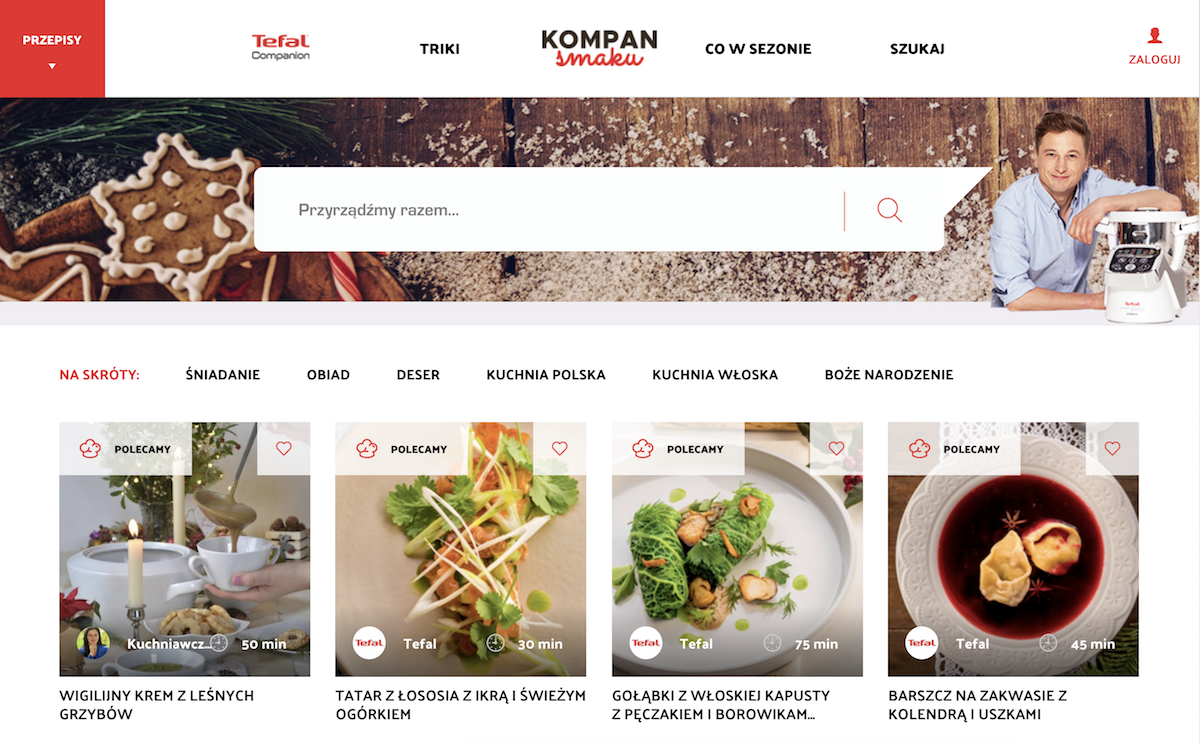 PRZEPISY
Tefal
Companion
TRIKI
KOMPAN
smaku
CO W SEZONIE
SZUKAJ
ZALOGUJ
Przyrządźmy razem...
Tefal
NA SKRÓTY:
ŚNIADANIE
OBIAD
DESER
KUCHNIA POLSKA
KUCHNIA WŁOSKA
BOŻE NARODZENIE
POLECAMY
POLECAMY
POLECAMY
POLECAMY
Kuchniawcz... 50 min
Tefal Tefal 30 min
Tefal Tefal 75 min
Tefal Tefal 45 min
WIGILIJNY KREM Z LEŚNYCH
GRZYBÓW
TATAR Z ŁOSOSIA Z IKRĄ I ŚWIEŻYM
OGÓRKIEM
GOŁĄBKI Z WŁOSKIEJ KAPUSTY
Z PĘCZAKIEM I BOROWIKAM...
BARSZCZ NA ZAKWASIE Z
KOLENDRĄ I USZKAMI